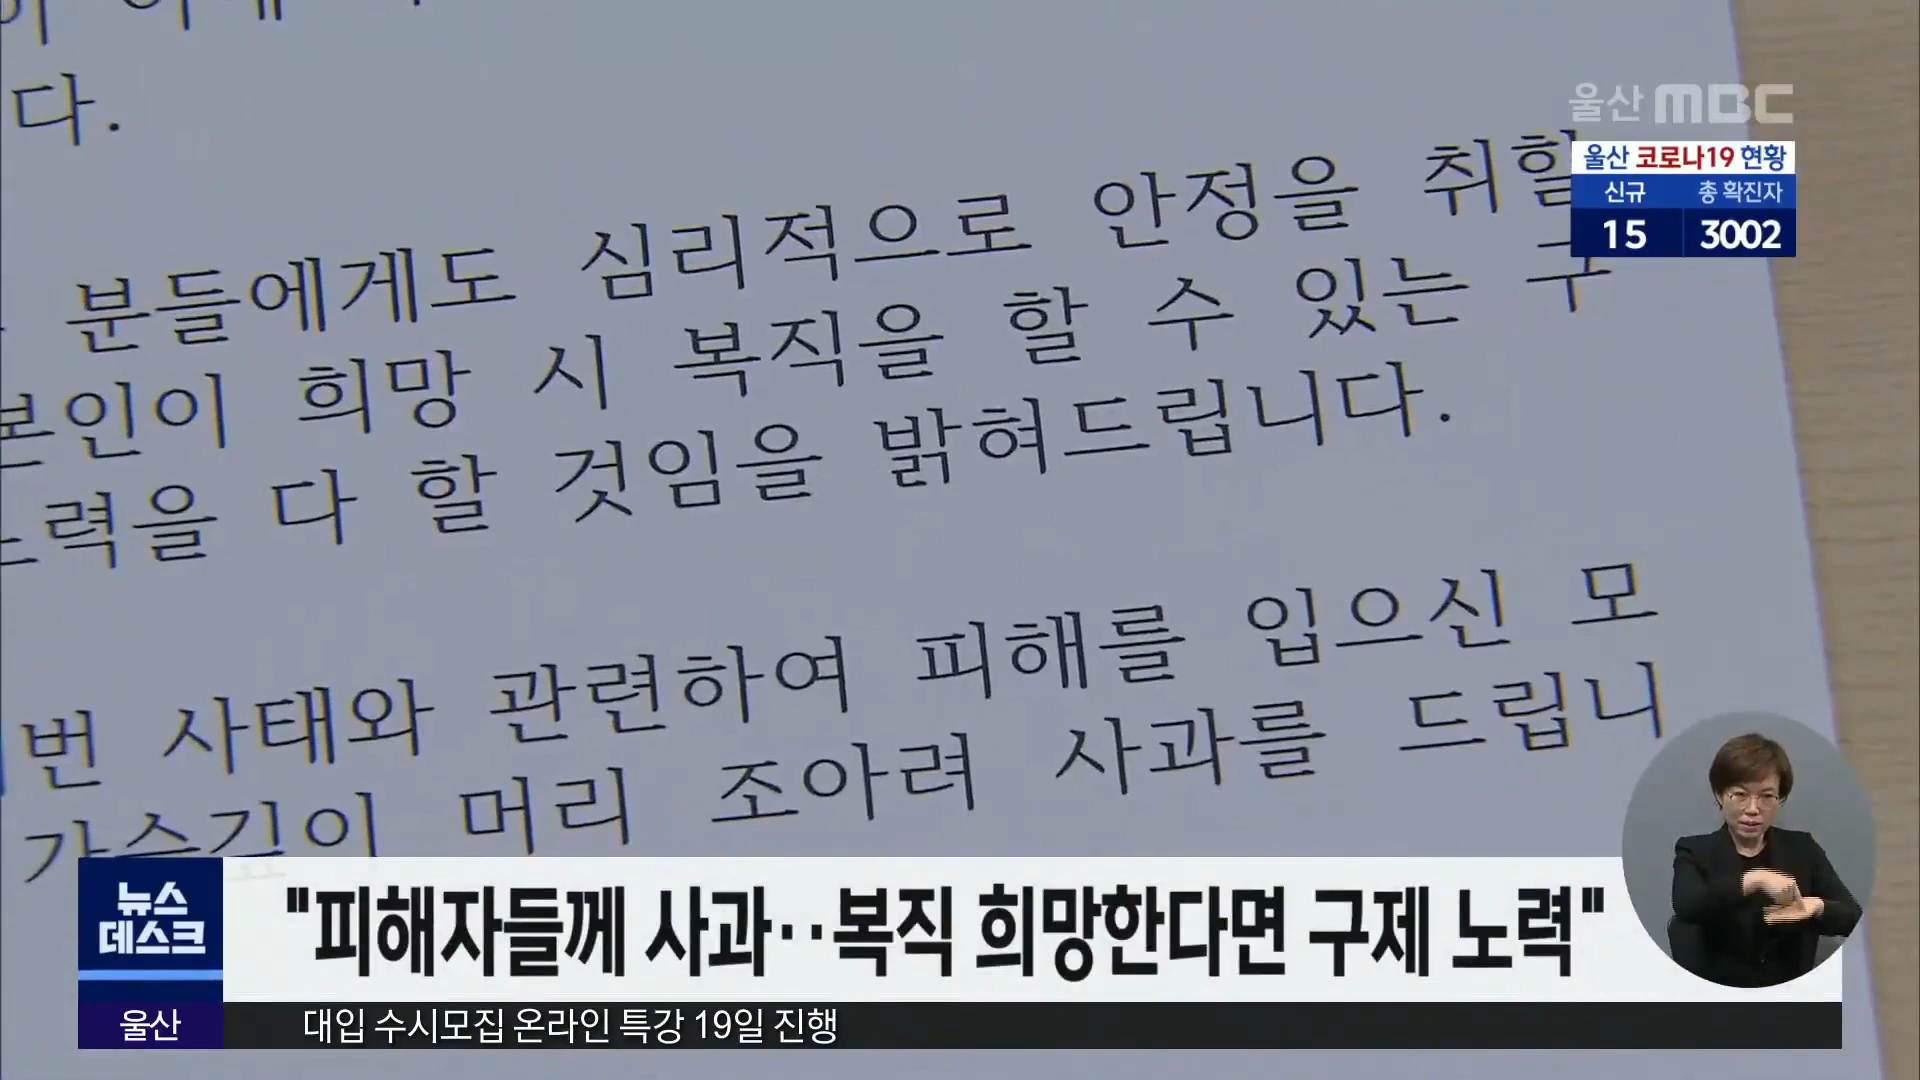 다.
분들에게도 심리적으로 안정을 취할
본인이 희망 시 복직을 할 수 있는 구
노력을 다 할 것임을 밝혀드립니다.
번 사태와 관련하여 피해를 입으신 모
가슴깊이 머리 조아려 사과를 드립니
울산 MBC
울산 코로나19 현황
신규 총 확진자
15 3002
뉴스
데스크
"피해자들께 사과‥복직 희망한다면 구제 노력"
울산
대입 수시모집 온라인 특강 19일 진행